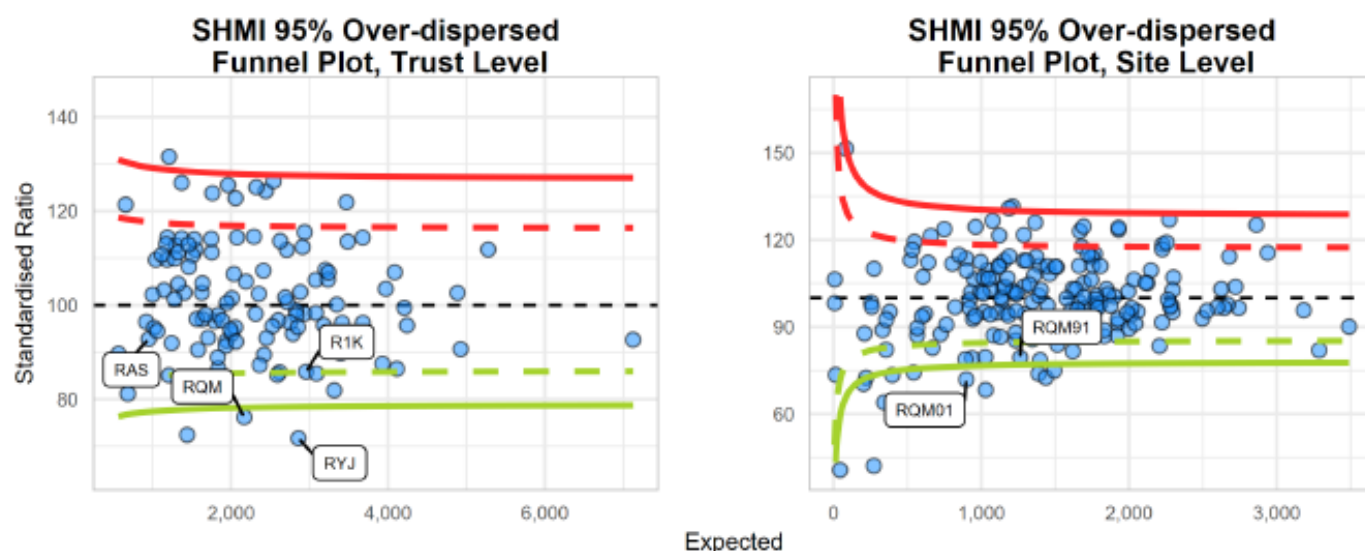 SHMI 95% Over-dispersed
Funnel Plot, Trust Level
Standardised Ratio
140
120
100
80
RAS
RQM
R1K
RYJ
2,000
4,000
6,000
SHMI 95% Over-dispersed
Funnel Plot, Site Level
150
120
90
60
RQM91
RQM01
0
1,000
2,000
3,000
Expected